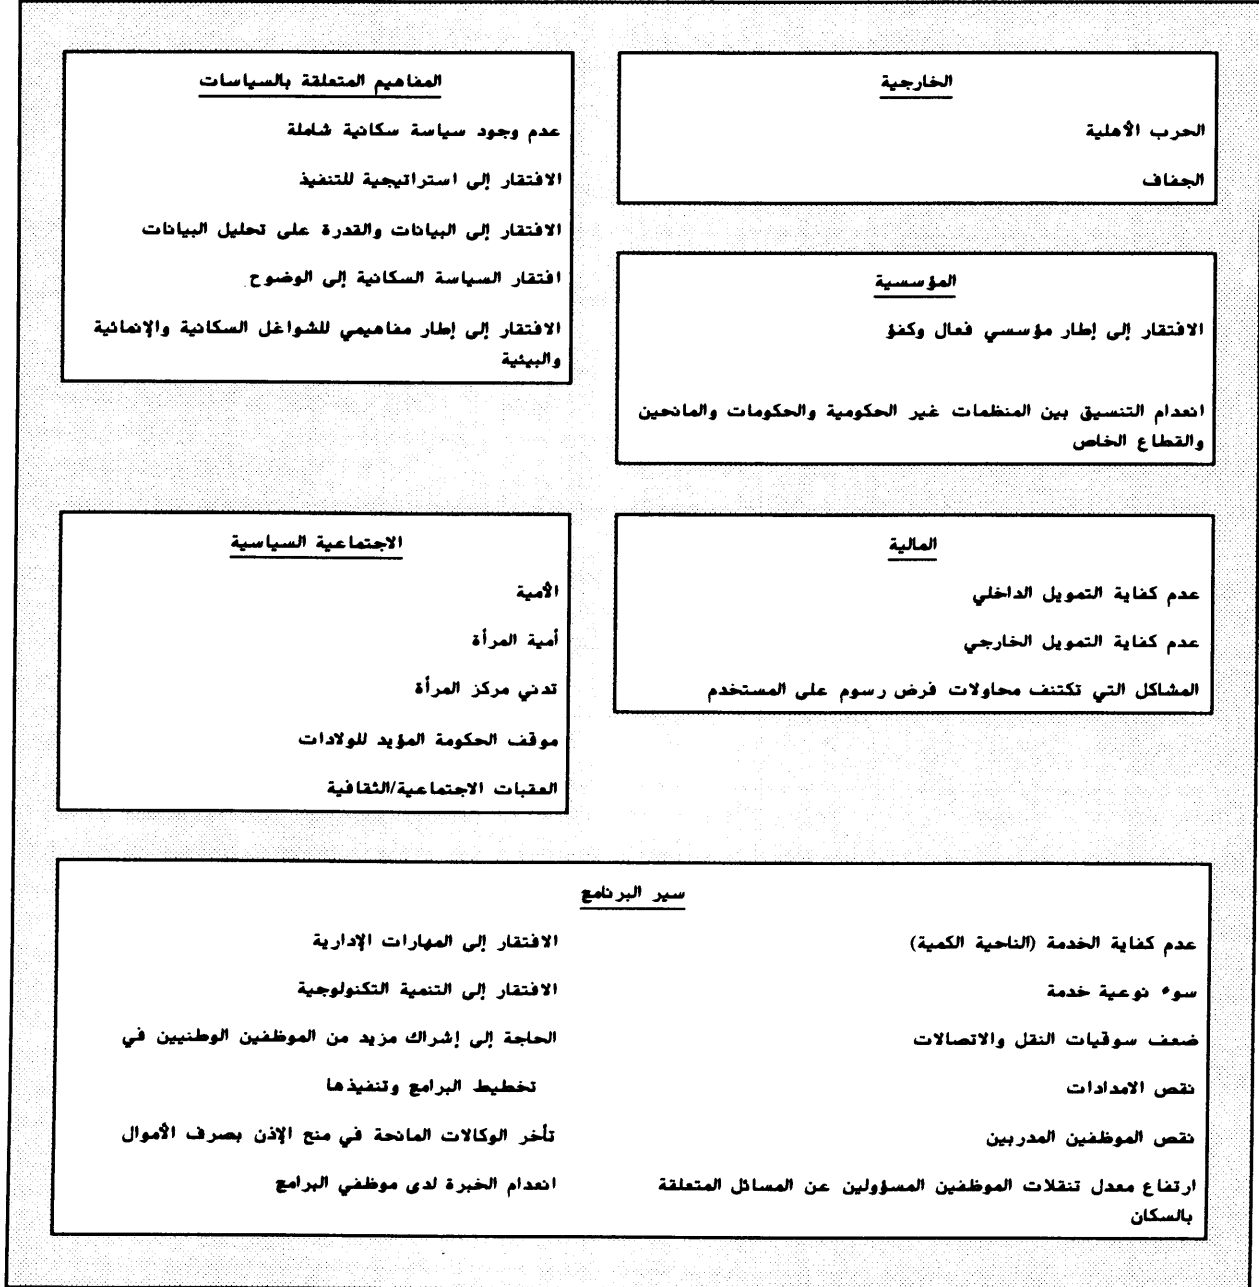 الخارجية
الحرب الأهلية
الجفاف
المفاهيم المتعلقة بالسياسات
عدم وجود سياسة سكانية شاملة
الافتقار إلى استراتيجية للتنفيذ
الافتقار إلى البيانات والقدرة على تحليل البيانات
افتقار السياسة السكانية إلى الوضوح
الافتقار إلى إطار مفاهيمي للشواغل السكانية والإنمائية
والبيئية
المؤسسية
الافتقار إلى إطار مؤسسي فعال وكفؤ
انعدام التنسيق بين المنظمات غير الحكومية والحكومات والمانحين
والقطاع الخاص
المالية
عدم كفاية التمويل الداخلي
عدم كفاية التمويل الخارجي
المشاكل التي تكتنف محاولات فرض رسوم على المستخدم
الاجتماعية السياسية
الأمية
أمية المرأة
تدني مركز المرأة
موقف الحكومة المؤيد للولادات
العقبات الاجتماعية/الثقافية
سير البرنامج
عدم كفاية الخدمة (الناحية الكمية)
سوء نوعية خدمة
ضعف سوقيات النقل والاتصالات
نقص الامدادات
نقص الموظفين المدربين
ارتفاع معدل تنقلات الموظفين المسؤولين عن المسائل المتعلقة
بالسكان
الافتقار إلى المهارات الإدارية
الافتقار إلى التنمية التكنولوجية
الحاجة إلى إشراك مزيد من الموظفين الوطنيين في
تخطيط البرامج وتنفيذها
تأخر الوكالات المانحة في منح الإذن بصرف الأموال
انعدام الخبرة لدى موظفي البرامج